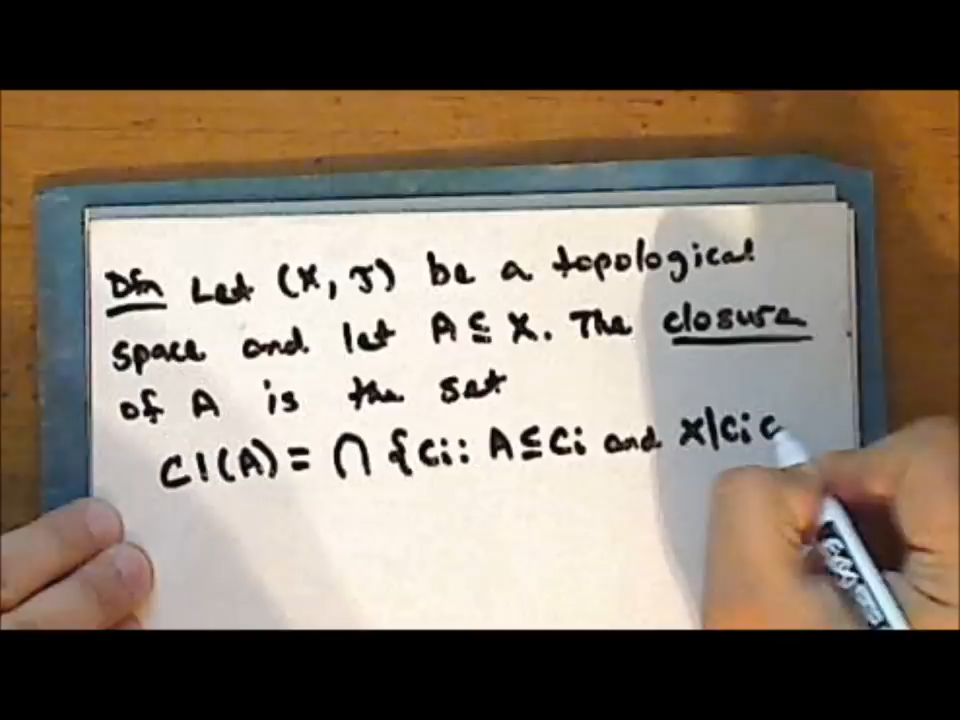 Dfn Let (X, J) be a topological
space and let A ⊆ X. The closure
of A is the set
Cl(A) = ∩ {Ci: A ⊆ Ci and X|Ci